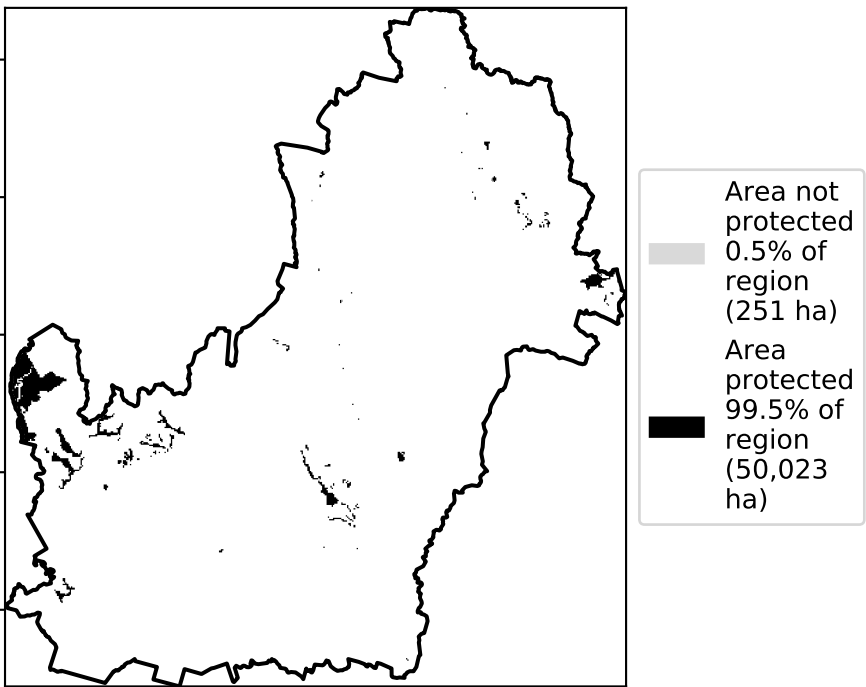 Area not
protected
0.5% of
region
(251 ha)
Area
protected
99.5% of
region
(50,023
ha)